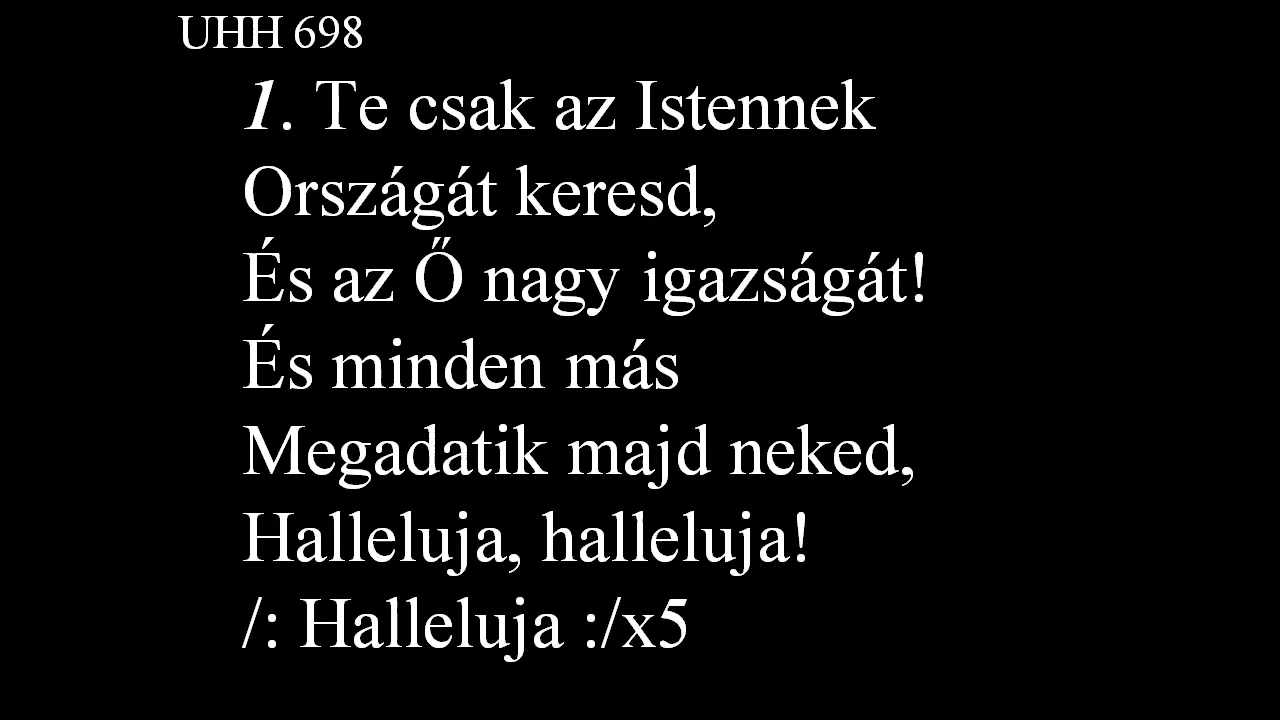 UHH 698
1. Te csak az Istennek
Országát keresd,
És az Ő nagy igazságát!
És minden más
Megadatik majd neked,
Halleluja, halleluja!
/: Halleluja :/x5